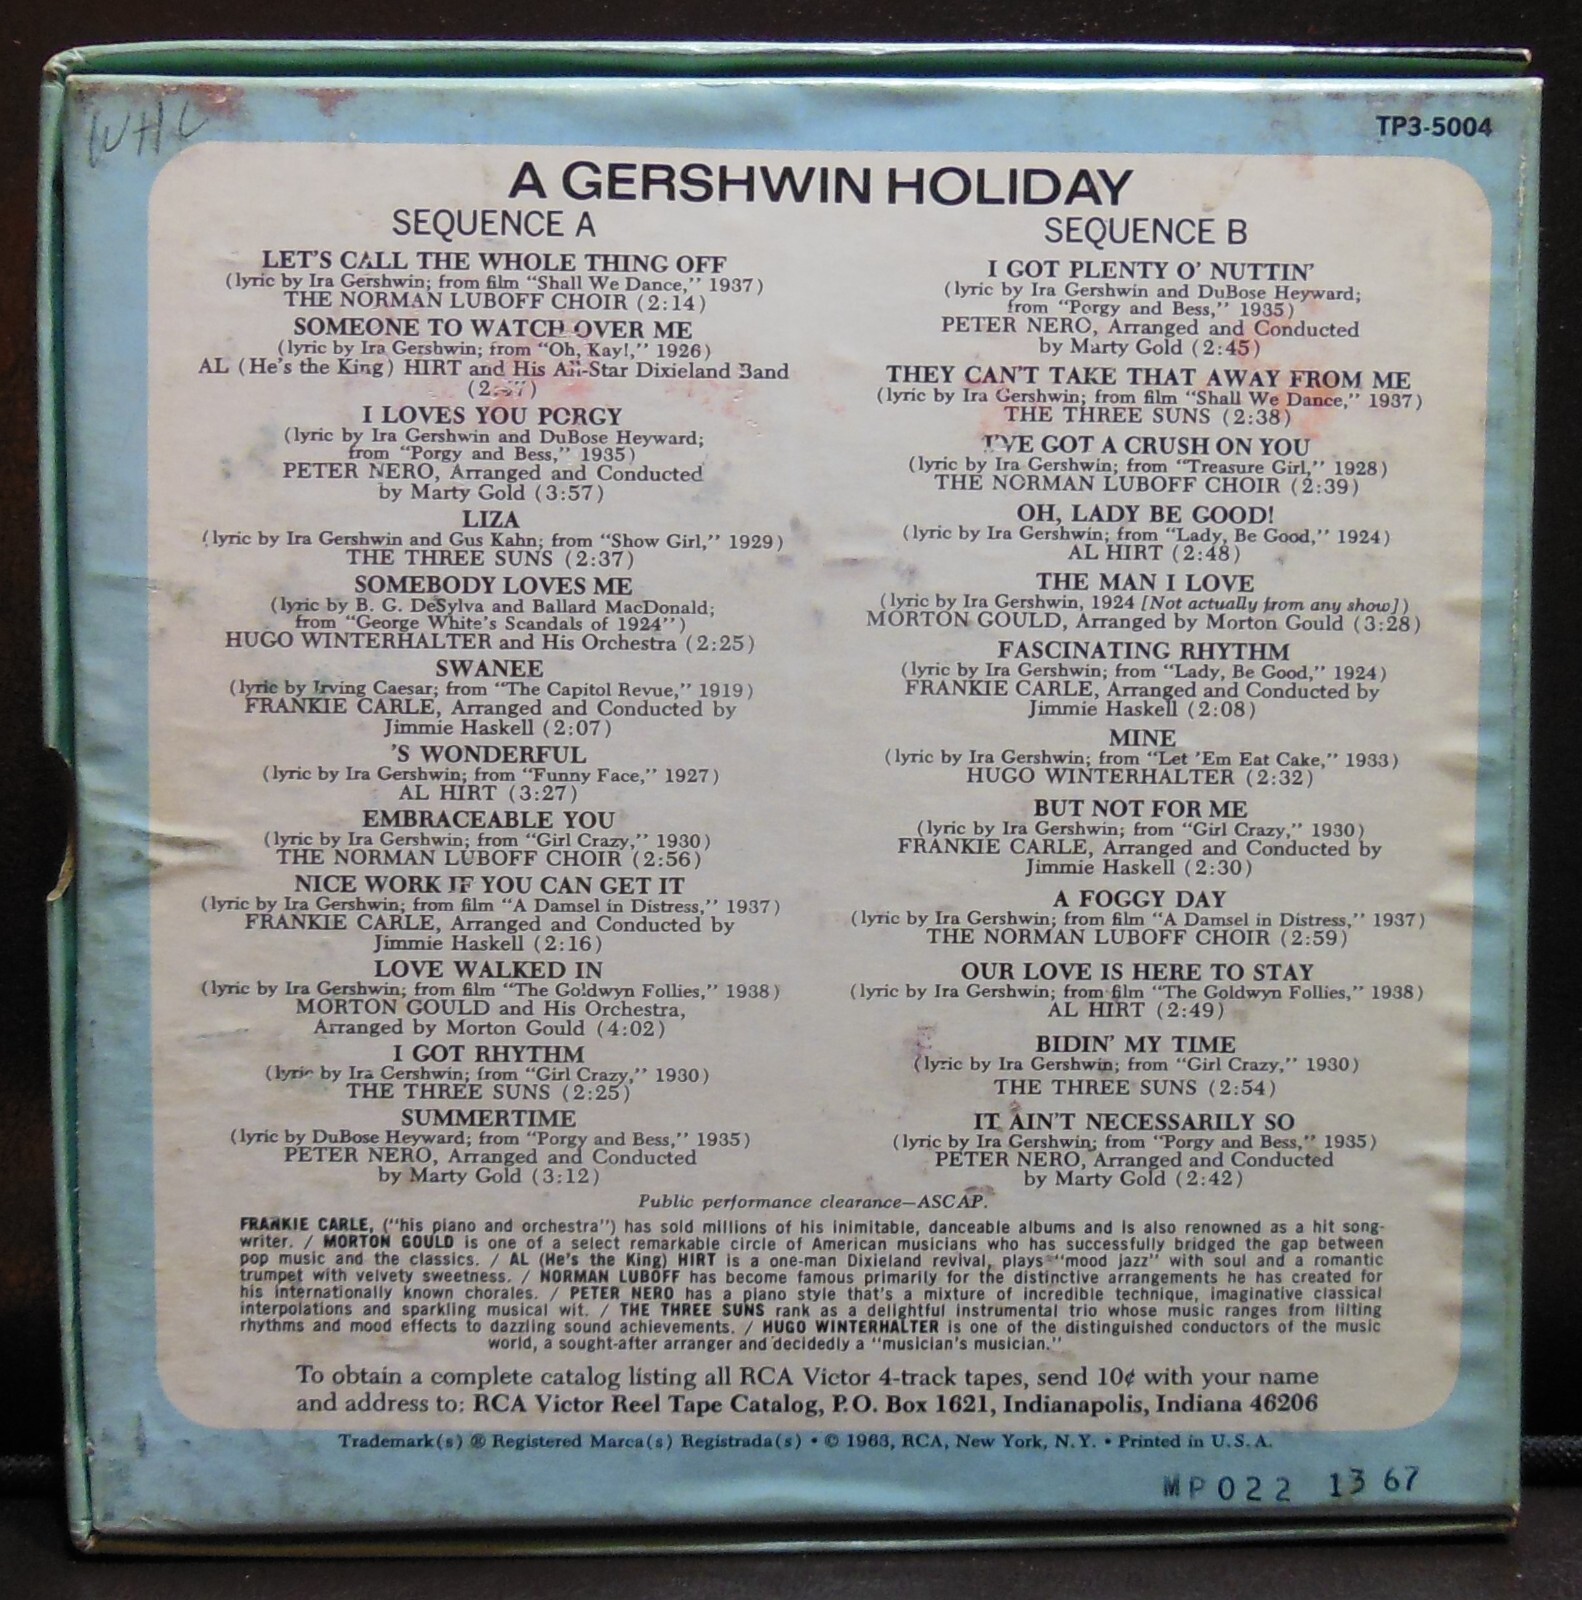 WHL
TP3-5004
A GERSHWIN HOLIDAY
SEQUENCE A
LET'S CALL THE WHOLE THING OFF
(lyric by Ira Gershwin; from film "Shall We Dance," 1937)
THE NORMAN LUBOFF CHOIR (2:14)
SOMEONE TO WATCH OVER ME
(lyric by Ira Gershwin; from "Oh, Kay!," 1926)
AL (He's the King) HIRT and His All-Star Dixieland Band
I LOVES YOU PORGY
(lyric by Ira Gershwin and DuBose Heyward;
from "Porgy and Bess," 1935)
PETER NERO, Arranged and Conducted
by Marty Gold (3:57)
LIZA
(lyric by Ira Gershwin and Gus Kahn; from "Show Girl," 1929)
THE THREE SUNS (2:37)
SOMEBODY LOVES ME
(lyric by B. G. DeSylva and Ballard MacDonald;
from "George White's Scandals of 1924")
HUGO WINTERHALTER and His Orchestra (2:25)
SWANEE
(lyric by Irving Caesar; from "The Capitol Revue," 1919)
FRANKIE CARLE, Arranged and Conducted by
Jimmie Haskell (2:07)
'S WONDERFUL
(lyric by Ira Gershwin; from "Funny Face," 1927)
AL HIRT (3:27)
EMBRACEABLE YOU
(lyric by Ira Gershwin; from "Girl Crazy," 1930)
THE NORMAN LUBOFF CHOIR (2:56)
NICE WORK IF YOU CAN GET IT
(lyric by Ira Gershwin; from film "A Damsel in Distress," 1937)
FRANKIE CARLE, Arranged and Conducted by
Jimmie Haskell (2:16)
LOVE WALKED IN
(lyric by Ira Gershwin; from film "The Goldwyn Follies," 1938)
MORTON GOULD and His Orchestra,
Arranged by Morton Gould (4:02)
I GOT RHYTHM
(lyric by Ira Gershwin; from "Girl Crazy," 1930)
THE THREE SUNS (2:25)
SUMMERTIME
(lyric by DuBose Heyward; from "Porgy and Bess," 1935)
PETER NERO, Arranged and Conducted
by Marty Gold (3:12)
SEQUENCE B
I GOT PLENTY O' NUTTIN'
(lyric by Ira Gershwin and DuBose Heyward;
from "Porgy and Bess," 1935)
PETER NERO, Arranged and Conducted
by Marty Gold (2:45)
THEY CAN'T TAKE THAT AWAY FROM ME
(lyric by Ira Gershwin; from film "Shall We Dance," 1937)
THE THREE SUNS (2:38)
I'VE GOT A CRUSH ON YOU
(lyric by Ira Gershwin; from "Treasure Girl," 1928)
THE NORMAN LUBOFF CHOIR (2:39)
OH, LADY BE GOOD!
(lyric by Ira Gershwin; from "Lady, Be Good," 1924)
AL HIRT (2:48)
THE MAN I LOVE
(lyric by Ira Gershwin, 1924 [Not actually from any show])
MORTON GOULD, Arranged by Morton Gould (3:28)
FASCINATING RHYTHM
(lyric by Ira Gershwin; from "Lady, Be Good," 1924)
FRANKIE CARLE, Arranged and Conducted by
Jimmie Haskell (2:08)
MINE
(lyric by Ira Gershwin; from "Let 'Em Eat Cake," 1933)
HUGO WINTERHALTER (2:32)
BUT NOT FOR ME
(lyric by Ira Gershwin; from "Girl Crazy," 1930)
FRANKIE CARLE, Arranged and Conducted by
Jimmie Haskell (2:30)
A FOGGY DAY
(lyric by Ira Gershwin; from film "A Damsel in Distress," 1937)
THE NORMAN LUBOFF CHOIR (2:59)
OUR LOVE IS HERE TO STAY
(lyric by Ira Gershwin; from film "The Goldwyn Follies," 1938)
AL HIRT (2:49)
BIDIN' MY TIME
(lyric by Ira Gershwin; from "Girl Crazy," 1930)
THE THREE SUNS (2:54)
IT AIN'T NECESSARILY SO
(lyric by Ira Gershwin; from "Porgy and Bess," 1935)
PETER NERO, Arranged and Conducted
by Marty Gold (2:42)
Public performance clearance—ASCAP.
FRANKIE CARLE, ("his piano and orchestra") has sold millions of his inimitable, danceable albums and is also renowned as a hit song-
writer. / MORTON GOULD is one of a select remarkable circle of American musicians who has successfully bridged the gap between
pop music and the classics. / AL (He's the King) HIRT is a one-man Dixieland revival, plays "mood jazz" with soul and a romantic
trumpet with velvety sweetness. / NORMAN LUBOFF has become famous primarily for the distinctive arrangements he has created for
his internationally known chorales. / PETER NERO has a piano style that's a mixture of incredible technique, imaginative classical
interpolations and sparkling musical wit. / THE THREE SUNS rank as a delightful instrumental trio whose music ranges from lilting
rhythms and mood effects to dazzling sound achievements. / HUGO WINTERHALTER is one of the distinguished conductors of the music
world, a sought-after arranger and decidedly a "musician's musician."
To obtain a complete catalog listing all RCA Victor 4-track tapes, send 10¢ with your name
and address to: RCA Victor Reel Tape Catalog, P.O. Box 1621, Indianapolis, Indiana 46206
Trademark(s) ® Registered Marca(s) Registrada(s) • © 1963, RCA, New York, N.Y. • Printed in U.S.A.
MP022 13 67